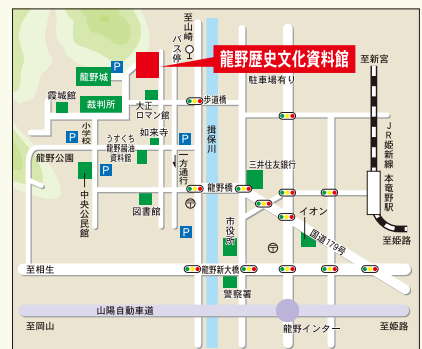 至山崎
バス停
P
龍野歴史文化資料館
駐車場有り
至新宮
龍野城
霞城館
裁判所
大正
ロマン館
歩道橋
小学校
P
如来寺
P
うすくち
龍野醤油
資料館
揖保川
JR姫新線
本竜野駅
龍野公園
P
一方通行
三井住友銀行
中央公民館
図書館
龍野橋
〒
P
市役所
イオン
国道179号
〒
至姫路
至相生
龍野新大橋
警察署
山陽自動車道
至岡山
龍野インター
至姫路